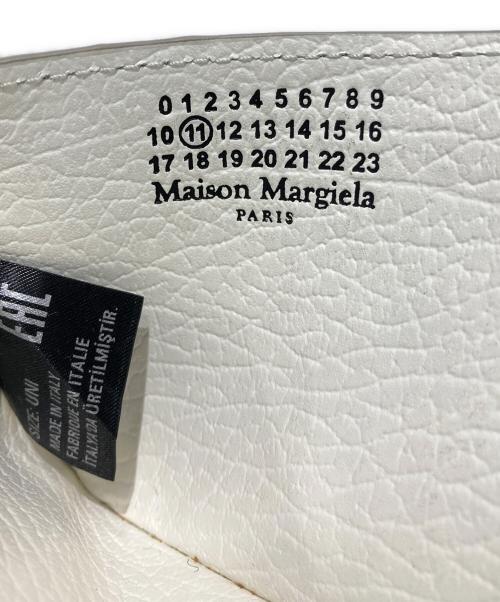 0 1 2 3 4 5 6 7 8 9
10 11 12 13 14 15 16
17 18 19 20 21 22 23
Maison Margiela
PARIS
EAC
SIZE: UNI
MADE IN ITALY
FABRIQUE EN ITALIE
İTALYA'DA ÜRETİLMİŞTİR.